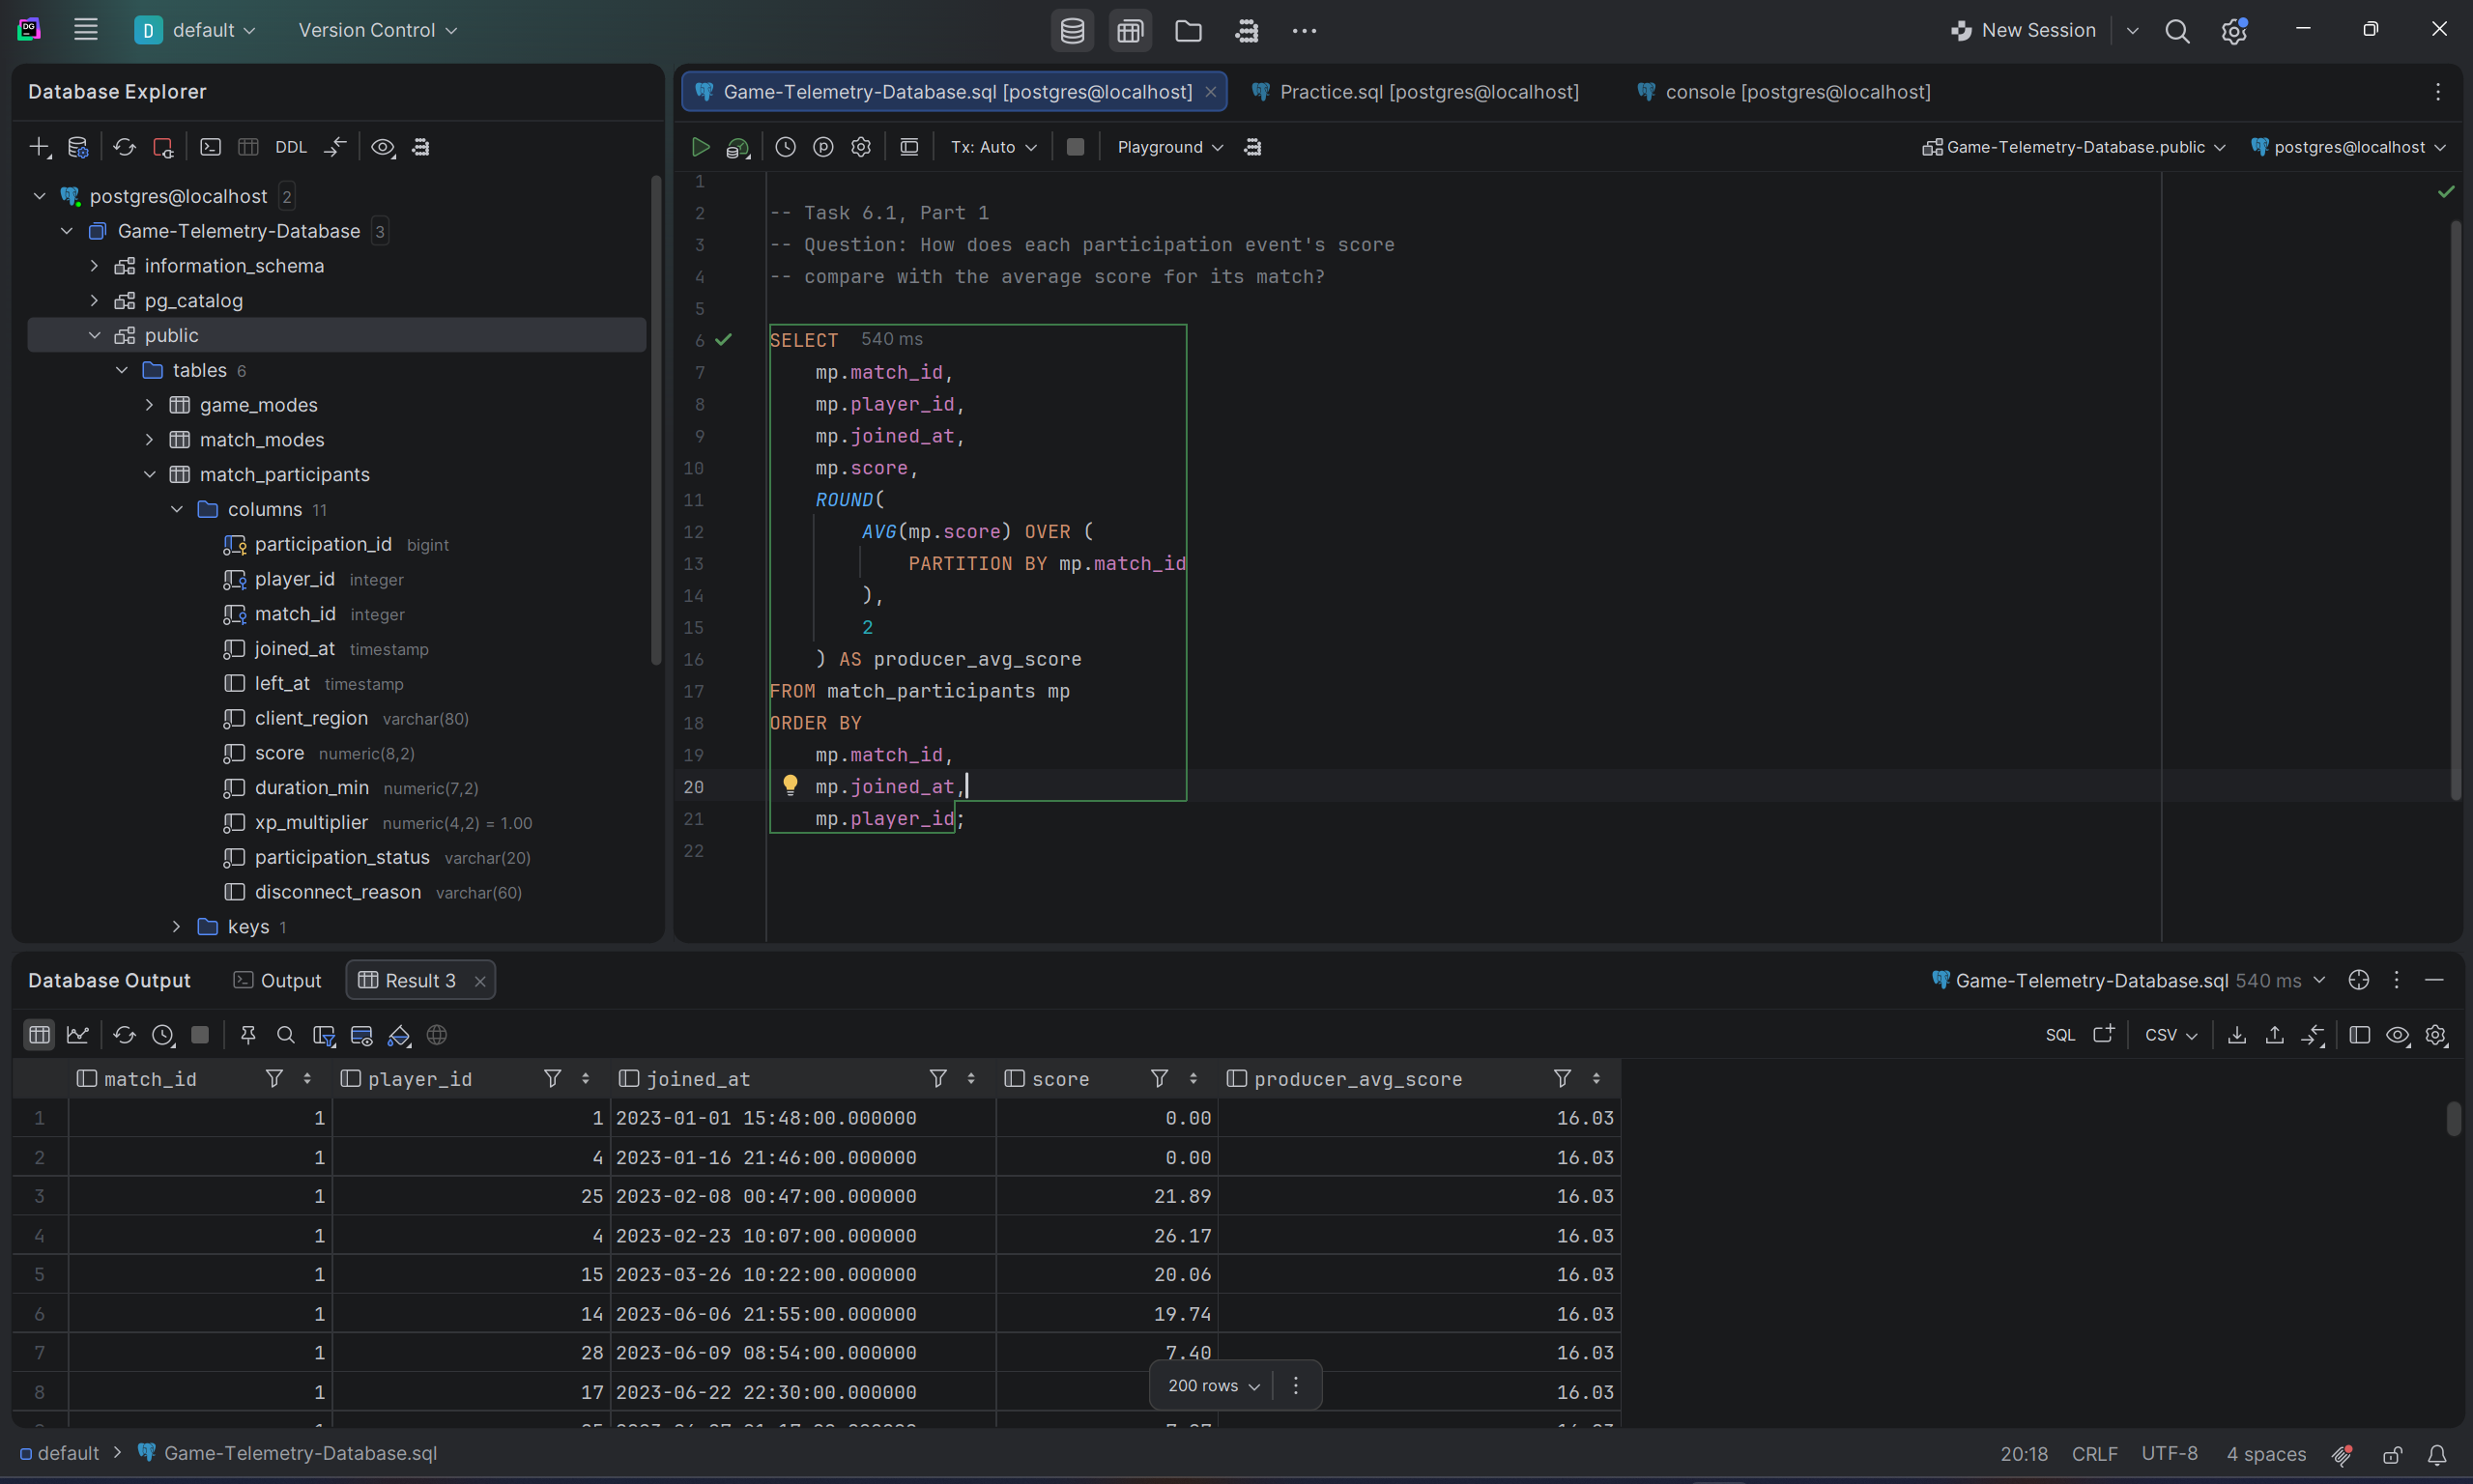 DG
D default
Version Control
New Session
Database Explorer
DDL
postgres@localhost 2
Game-Telemetry-Database 3
information_schema
pg_catalog
public
tables 6
game_modes
match_modes
match_participants
columns 11
participation_id bigint
player_id integer
match_id integer
joined_at timestamp
left_at timestamp
client_region varchar(80)
score numeric(8,2)
duration_min numeric(7,2)
xp_multiplier numeric(4,2) = 1.00
participation_status varchar(20)
disconnect_reason varchar(60)
keys 1
Game-Telemetry-Database.sql [postgres@localhost]
Practice.sql [postgres@localhost]
console [postgres@localhost]
Tx: Auto
Playground
Game-Telemetry-Database.public
postgres@localhost
1
2 -- Task 6.1, Part 1
3 -- Question: How does each participation event's score
4 -- compare with the average score for its match?
5
6 SELECT 540 ms
7 mp.match_id,
8 mp.player_id,
9 mp.joined_at,
10 mp.score,
11 ROUND(
12 AVG(mp.score) OVER (
13 PARTITION BY mp.match_id
14 ),
15 2
16 ) AS producer_avg_score
17 FROM match_participants mp
18 ORDER BY
19 mp.match_id,
20 mp.joined_at,
21 mp.player_id;
22
Database Output
Output
Result 3
Game-Telemetry-Database.sql 540 ms
SQL
CSV
match_id player_id joined_at score producer_avg_score
1 1 1 2023-01-01 15:48:00.000000 0.00 16.03
2 1 4 2023-01-16 21:46:00.000000 0.00 16.03
3 1 25 2023-02-08 00:47:00.000000 21.89 16.03
4 1 4 2023-02-23 10:07:00.000000 26.17 16.03
5 1 15 2023-03-26 10:22:00.000000 20.06 16.03
6 1 14 2023-06-06 21:55:00.000000 19.74 16.03
7 1 28 2023-06-09 08:54:00.000000 7.40 16.03
8 1 17 2023-06-22 22:30:00.000000 16.03
200 rows
default
Game-Telemetry-Database.sql
20:18
CRLF
UTF-8
4 spaces